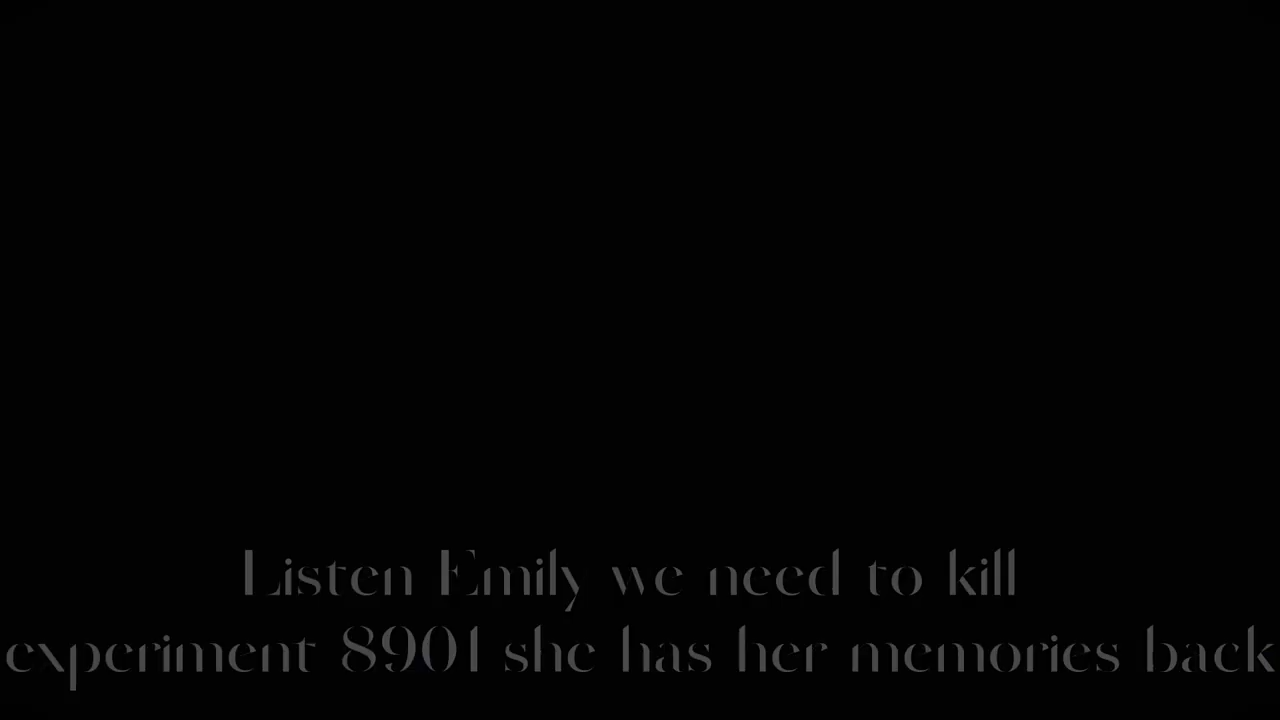 Listen Emily we need to kill
experiment 8901 she has her memories back